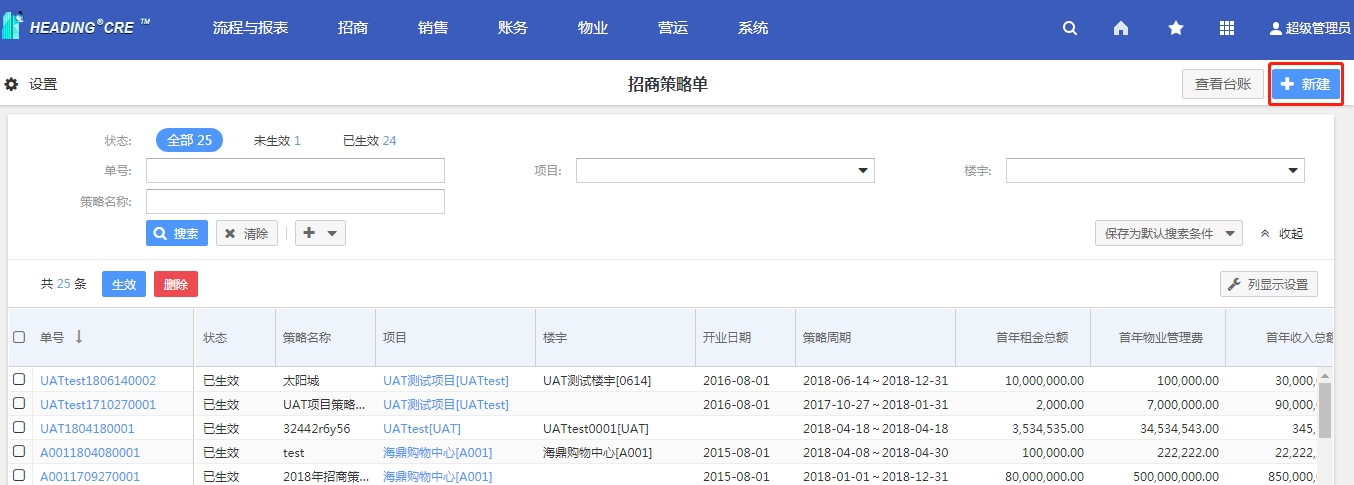 HEADING®CRE ™ 流程与报表 招商 销售 账务 物业 营运 系统 超级管理员
设置 招商策略单 查看台账 新建
状态: 全部 25 未生效 1 已生效 24
单号: 项目: 楼宇:
策略名称:
搜索 清除 保存为默认搜索条件 收起
共 25 条 生效 删除 列显示设置
单号 状态 策略名称 项目 楼宇 开业日期 策略周期 首年租金总额 首年物业管理费 首年收入总额
UATtest1806140002 已生效 太阳城 UAT测试项目[UATtest] UAT测试楼宇[0614] 2016-08-01 2018-06-14～2018-12-31 10,000,000.00 100,000.00 30,000,
UATtest1710270001 已生效 UAT项目策略... UAT测试项目[UATtest] 2016-08-01 2017-10-27～2018-01-31 2,000.00 7,000,000.00 90,000,
UAT1804180001 已生效 32442r6y56 UATtest[UAT] UATtest0001[UAT] 2018-04-18～2018-04-18 3,534,535.00 34,534,543.00 345,
A0011804080001 已生效 test 海鼎购物中心[A001] 海鼎购物中心[A001] 2015-08-01 2018-04-08～2018-04-30 100,000.00 222,222.00 22,222,
A0011709270001 已生效 2018年招商策... 海鼎购物中心[A001] 2015-08-01 2018-01-01～2018-12-31 80,000,000.00 500,000,000.00 850,000,